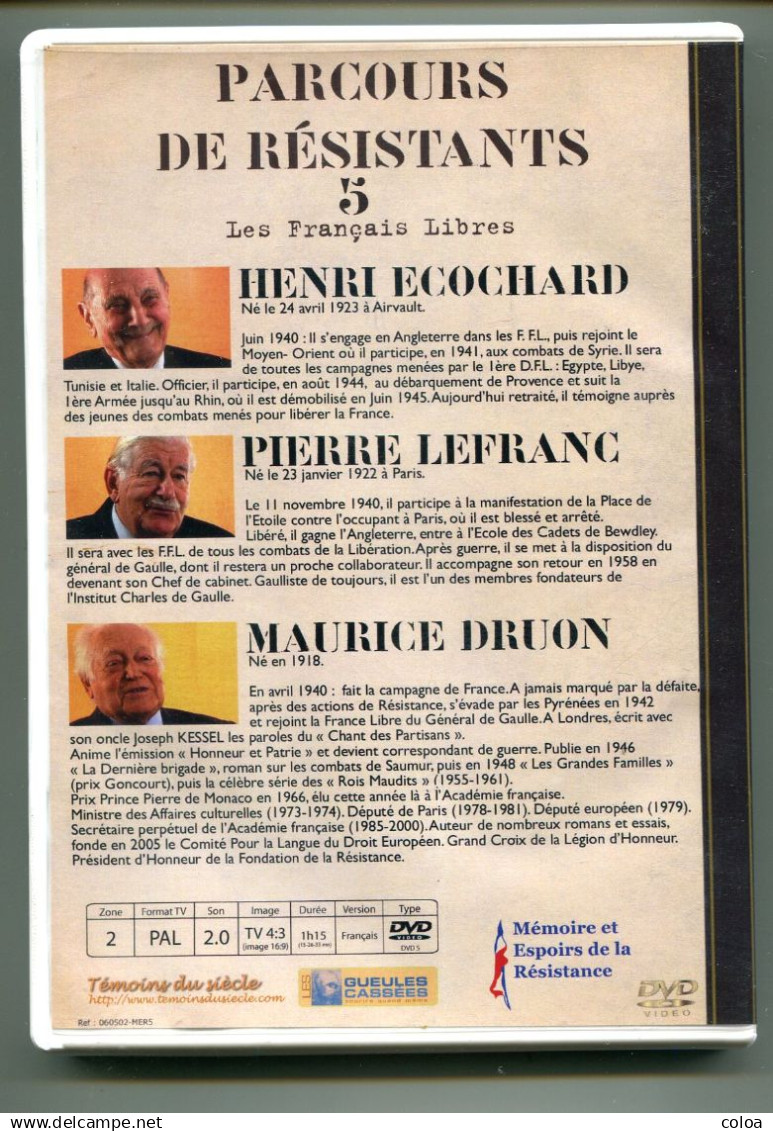 PARCOURS
DE RÉSISTANTS
5
Les Français Libres
HENRI ECOCHARD
Né le 24 avril 1923 à Airvault.
Juin 1940 : Il s'engage en Angleterre dans les F. F.L., puis rejoint le
Moyen- Orient où il participe, en 1941, aux combats de Syrie. Il sera
de toutes les campagnes menées par le 1ère D.F.L. : Egypte, Libye,
Tunisie et Italie. Officier, il participe, en août 1944, au débarquement de Provence et suit la
1ère Armée jusqu'au Rhin, où il est démobilisé en Juin 1945. Aujourd'hui retraité, il témoigne auprès
des jeunes des combats menés pour libérer la France.
PIERRE LEFRANC
Né le 23 janvier 1922 à Paris.
Le 11 novembre 1940, il participe à la manifestation de la Place de
l'Etoile contre l'occupant à Paris, où il est blessé et arrêté.
Libéré, il gagne l'Angleterre, entre à l'Ecole des Cadets de Bewdley.
Il sera avec les F.F.L. de tous les combats de la Libération. Après guerre, il se met à la disposition du
général de Gaulle, dont il restera un proche collaborateur. Il accompagne son retour en 1958 en
devenant son Chef de cabinet. Gaulliste de toujours, il est l'un des membres fondateurs de
l'Institut Charles de Gaulle.
MAURICE DRUON
Né en 1918.
En avril 1940 : fait la campagne de France. A jamais marqué par la défaite,
après des actions de Résistance, s'évade par les Pyrénées en 1942
et rejoint la France Libre du Général de Gaulle. A Londres, écrit avec
son oncle Joseph KESSEL les paroles du « Chant des Partisans ».
Anime l'émission « Honneur et Patrie » et devient correspondant de guerre. Publie en 1946
« La Dernière brigade », roman sur les combats de Saumur, puis en 1948 « Les Grandes Familles »
(prix Goncourt), puis la célèbre série des « Rois Maudits » (1955-1961).
Prix Prince Pierre de Monaco en 1966, élu cette année là à l'Académie française.
Ministre des Affaires culturelles (1973-1974). Député de Paris (1978-1981). Député européen (1979).
Secrétaire perpétuel de l'Académie française (1985-2000). Auteur de nombreux romans et essais,
fonde en 2005 le Comité Pour la Langue du Droit Européen. Grand Croix de la Légion d'Honneur.
Président d'Honneur de la Fondation de la Résistance.
Zone Format TV Son Image Durée Version Type
2 PAL 2.0 TV 4:3 (image 16:9) 1h15 Français DVD VIDEO DVD 5
Mémoire et
Espoirs de la
Résistance
Témoins du siècle
http://www.temoinsdusiecle.com
LES GUEULES
CASSÉES
DVD
VIDEO
Ref : 060502-MER5
coloa